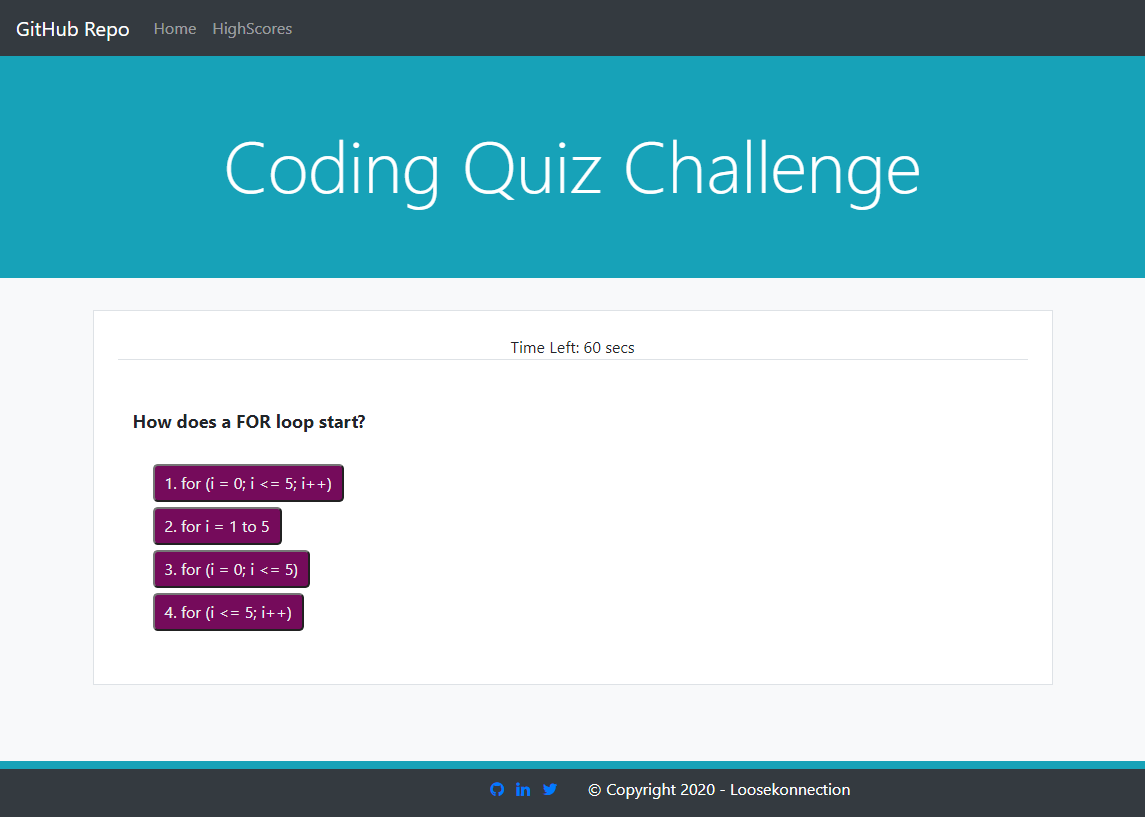 GitHub Repo Home HighScores
Coding Quiz Challenge
Time Left: 60 secs
How does a FOR loop start?
1. for (i = 0; i <= 5; i++)
2. for i = 1 to 5
3. for (i = 0; i <= 5)
4. for (i <= 5; i++)
© Copyright 2020 - Loosekonnection